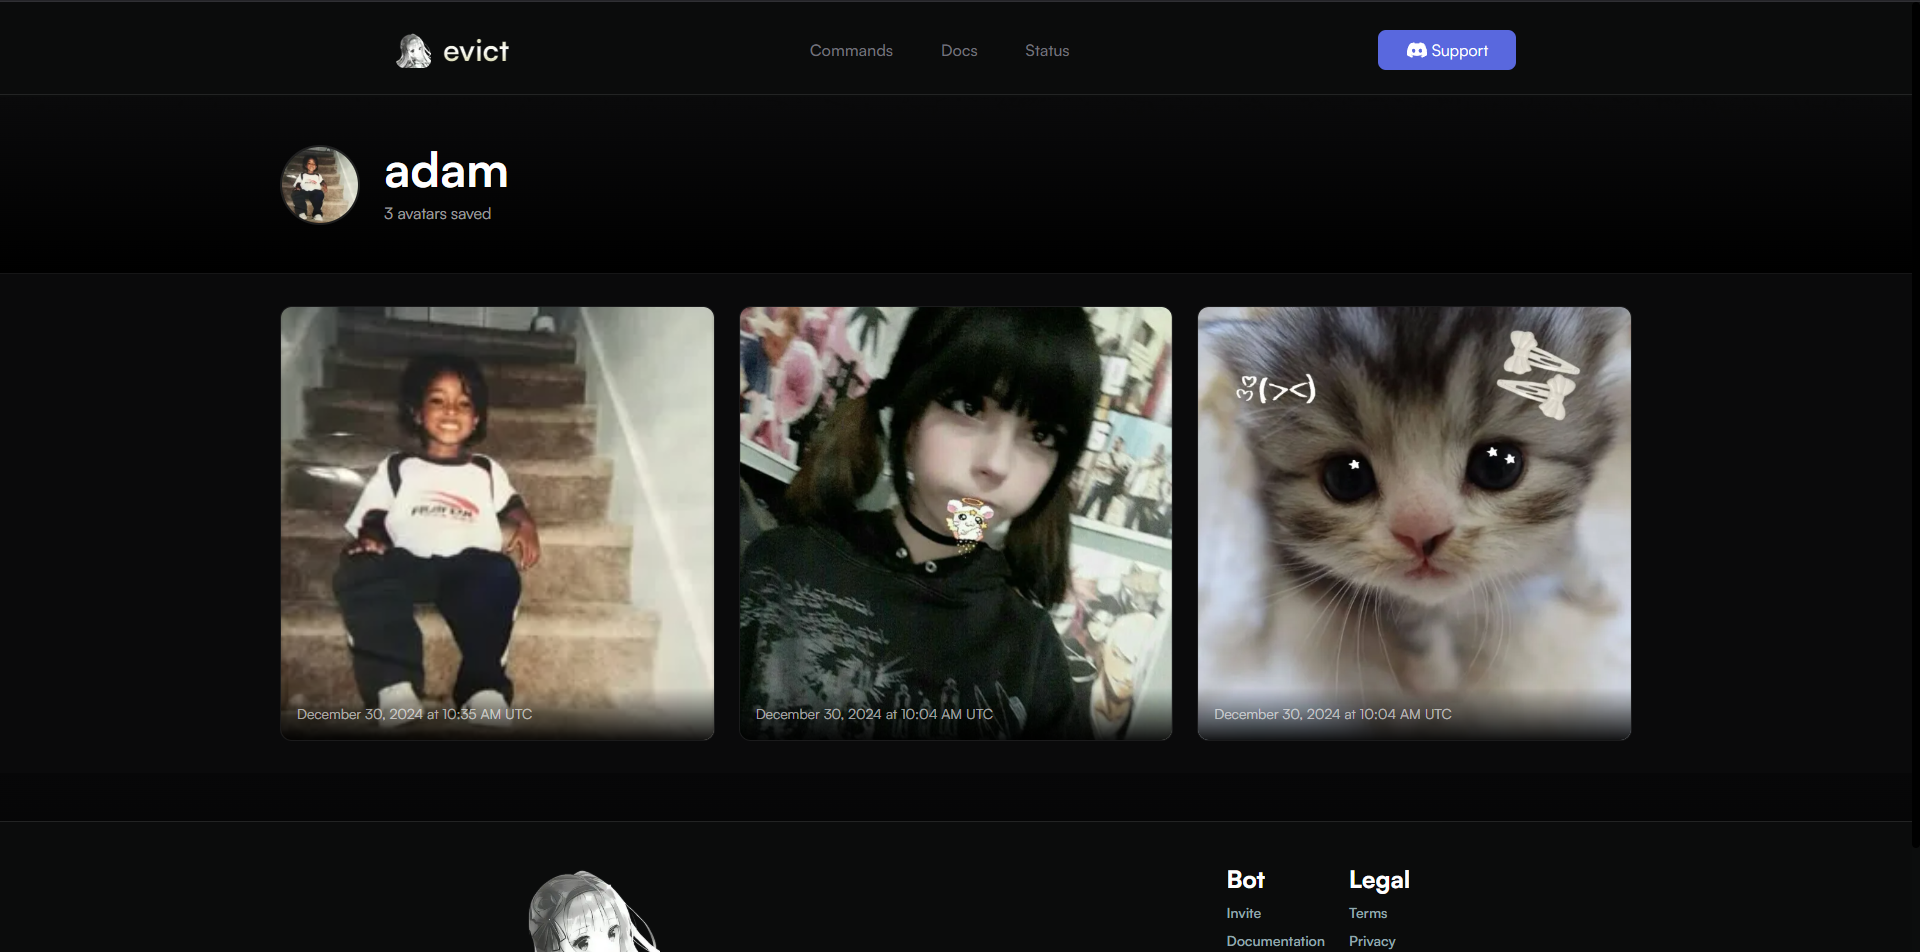 evict
Commands
Docs
Status
Support
adam
3 avatars saved
(><)
December 30, 2024 at 10:35 AM UTC
December 30, 2024 at 10:04 AM UTC
December 30, 2024 at 10:04 AM UTC
Bot
Legal
Invite
Terms
Documentation
Privacy